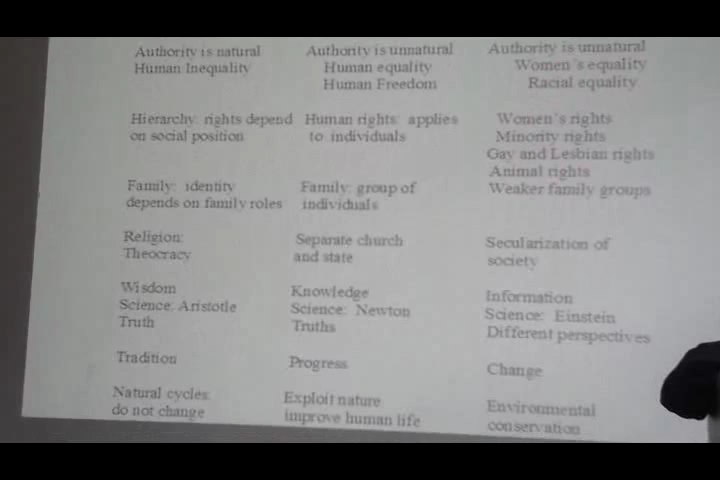 Authority is natural
Human Inequality
Authority is unnatural
Human equality
Human Freedom
Authority is unnatural
Women's equality
Racial equality
Hierarchy: rights depend
on social position
Human rights: applies
to individuals
Women's rights
Minority rights
Gay and Lesbian rights
Animal rights
Weaker family groups
Family: identity
depends on family roles
Family: group of
individuals
Religion:
Theocracy
Separate church
and state
Secularization of
society
Wisdom
Science: Aristotle
Truth
Knowledge
Science: Newton
Truths
Information
Science: Einstein
Different perspectives
Tradition
Progress
Change
Natural cycles:
do not change
Exploit nature
improve human life
Environmental
conservation